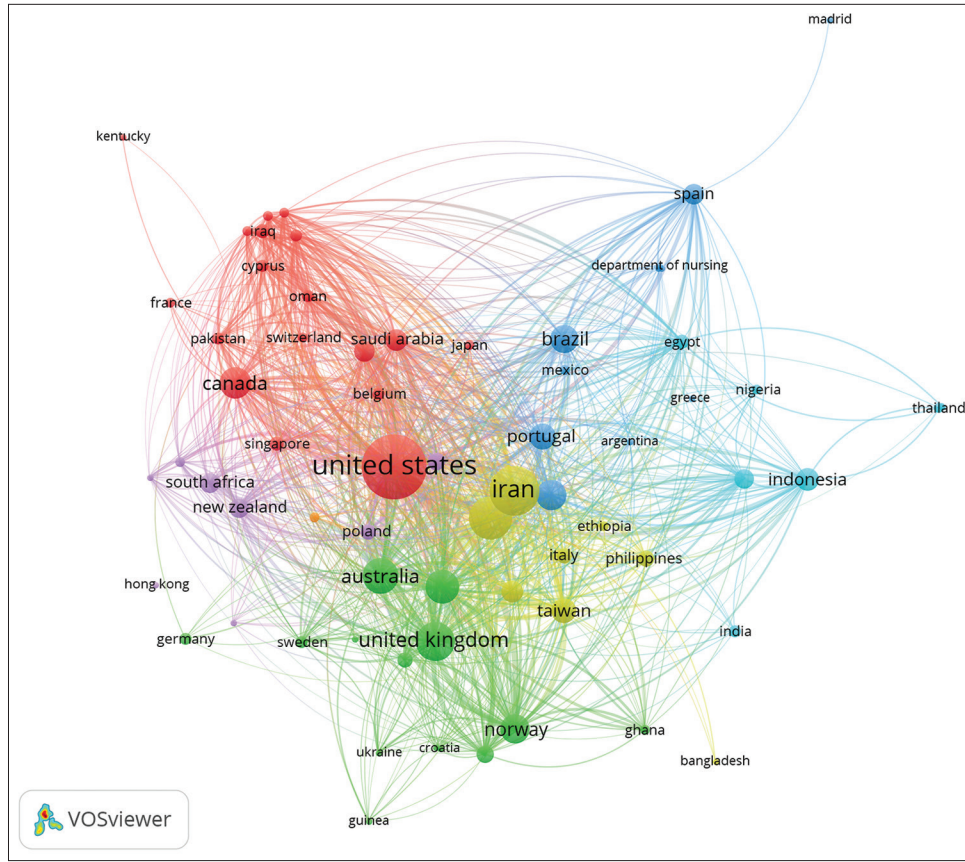 madrid
kentucky
spain
iraq
cyprus
department of nursing
oman
france
pakistan
switzerland
saudi arabia
japan
brazil
egypt
mexico
canada
belgium
nigeria
greece
thailand
singapore
portugal
argentina
united states
south africa
iran
indonesia
new zealand
poland
ethiopia
italy
philippines
australia
hong kong
taiwan
germany
sweden
united kingdom
india
norway
ghana
ukraine
croatia
bangladesh
guinea
VOSviewer